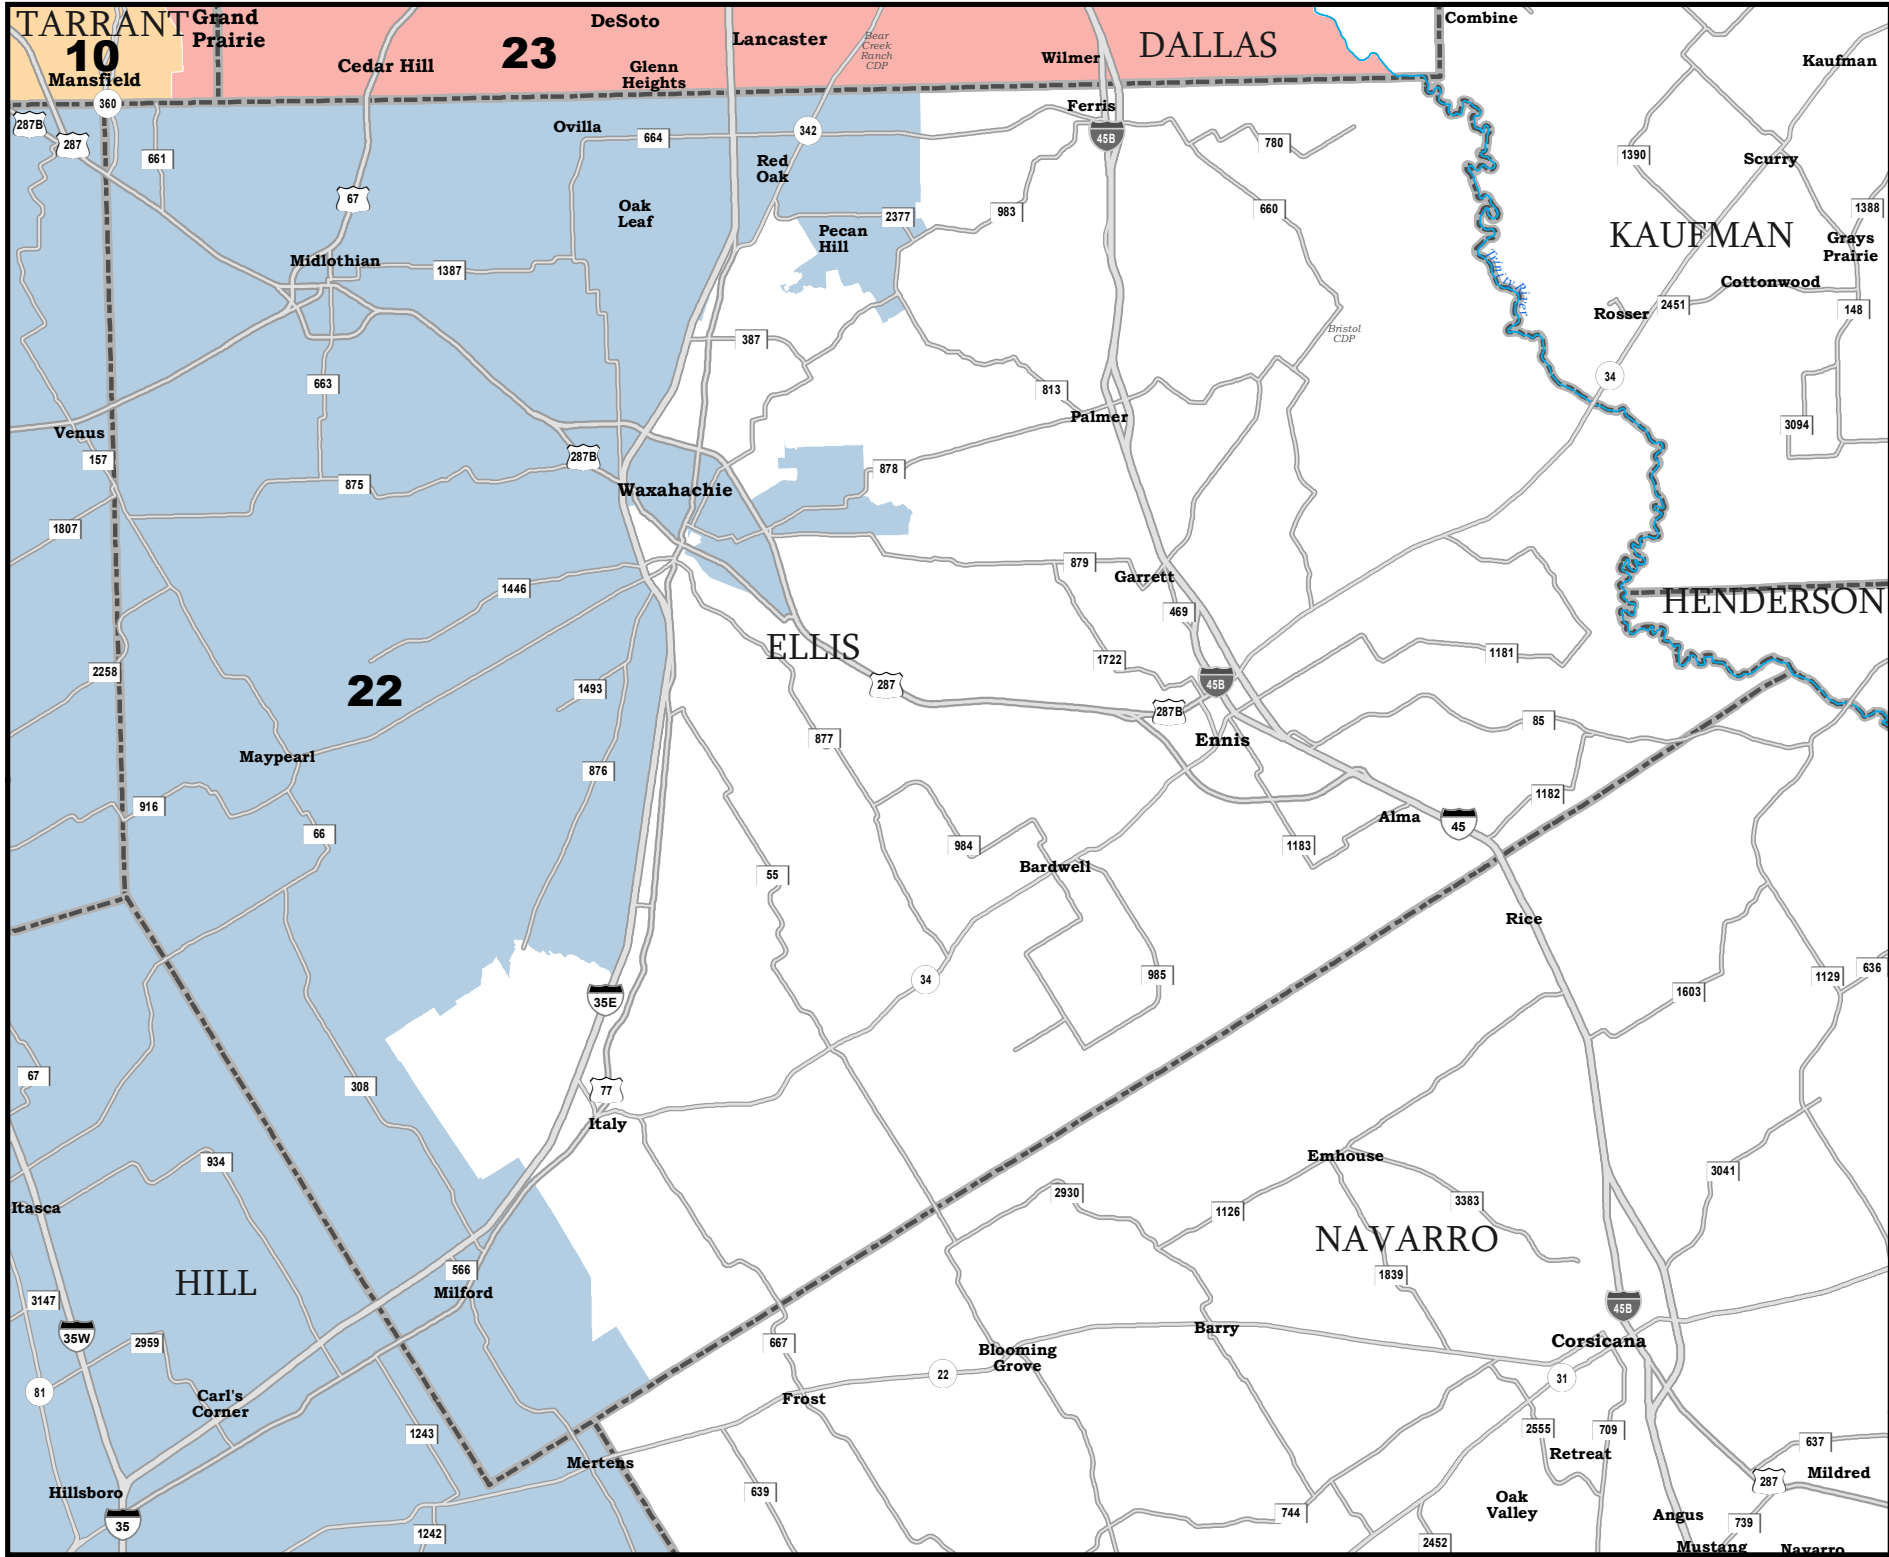 TARRANT
10
Mansfield
Grand
Prairie
Cedar Hill
23
DeSoto
Glenn
Heights
Lancaster
Bear
Creek
Ranch
CDP
Wilmer
DALLAS
Combine
Kaufman
360
287B
287
661
67
Ovilla
664
342
Red
Oak
Oak
Leaf
2377
Pecan
Hill
983
Ferris
45B
780
660
1390
Scurry
1388
KAUFMAN
Grays
Prairie
Cottonwood
2451
Rosser
148
34
3094
Trinity River
Midlothian
1387
387
663
813
Palmer
Bristol
CDP
Venus
157
287B
875
Waxahachie
878
1807
1446
879
Garrett
469
HENDERSON
2258
22
1493
ELLIS
287
1722
45B
287B
Ennis
1181
85
Maypearl
877
876
916
66
984
55
Bardwell
1183
Alma
45
1182
Rice
34
985
35E
1603
1129
636
67
308
77
Italy
934
Itasca
Emhouse
3041
2930
1126
3383
NAVARRO
1839
HILL
566
Milford
3147
35W
2959
667
Blooming
Grove
Barry
45B
Corsicana
22
31
81
Carl's
Corner
Frost
1243
Mertens
2555
709
Retreat
637
Mildred
287
Hillsboro
35
1242
639
744
Oak
Valley
Angus
739
2452
Mustang
Navarro